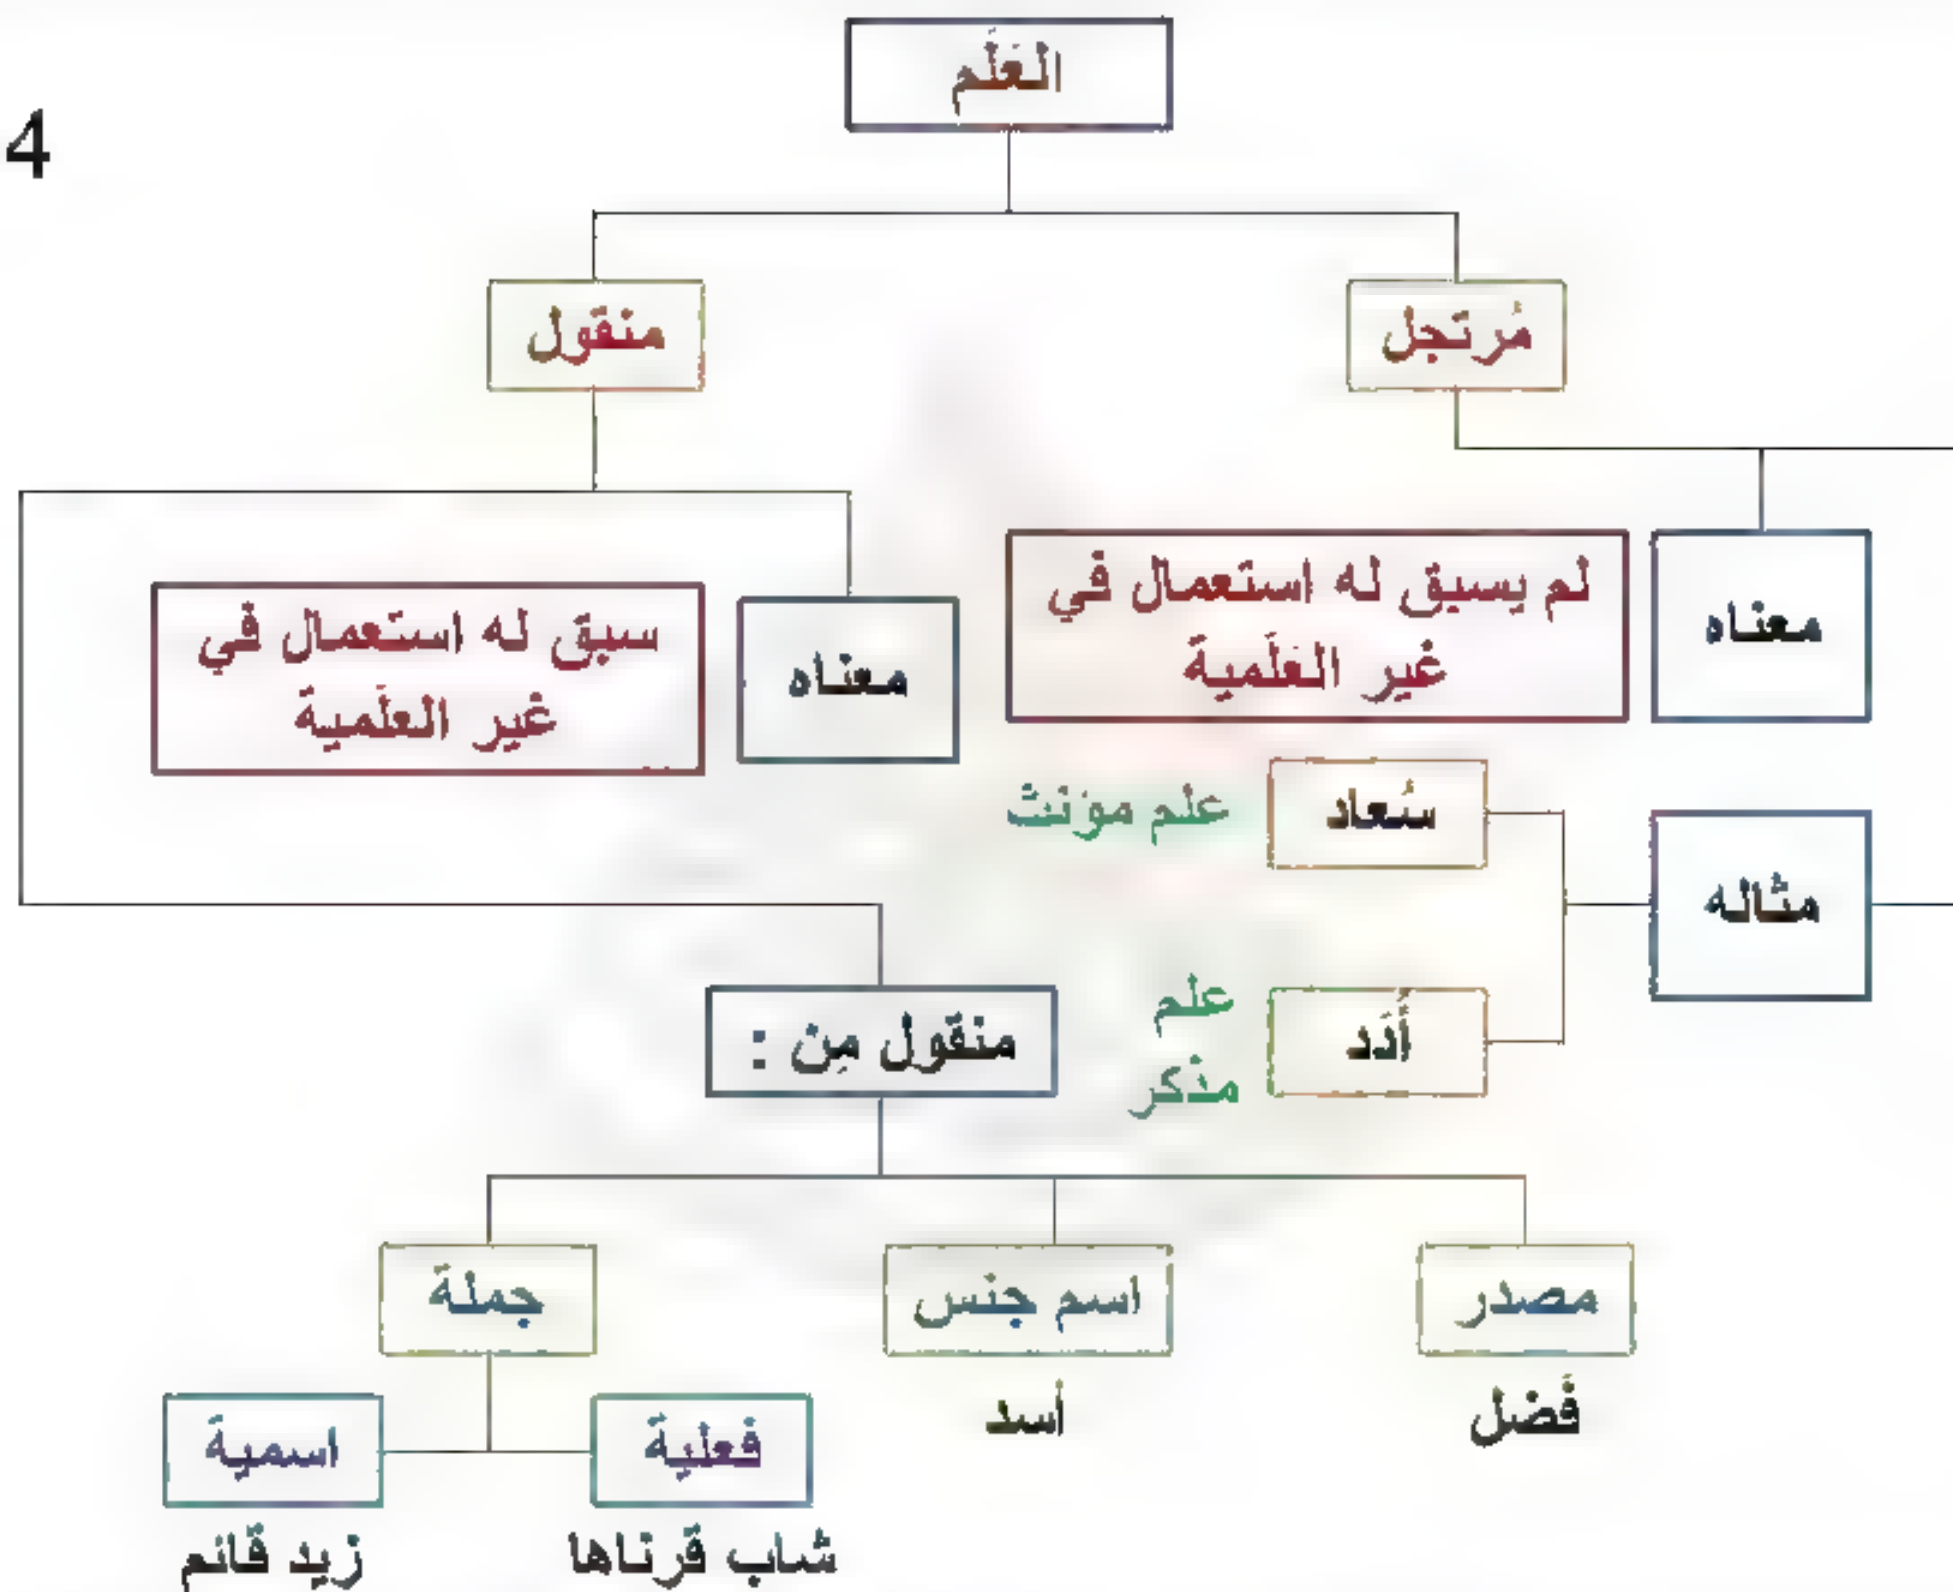 العَلَم
4
مُرتجل
منقول
معناه
لم يسبق له استعمال في
غير العَلَمية
معناه
سبق له استعمال في
غير العلَمية
مثاله
سُعاد
علم مؤنث
أُدَد
علم
مذكر
منقول مِن :
مصدر
فَضل
اسم جنس
أسد
جملة
فعلية
شاب قرناها
اسمية
زيد قائم